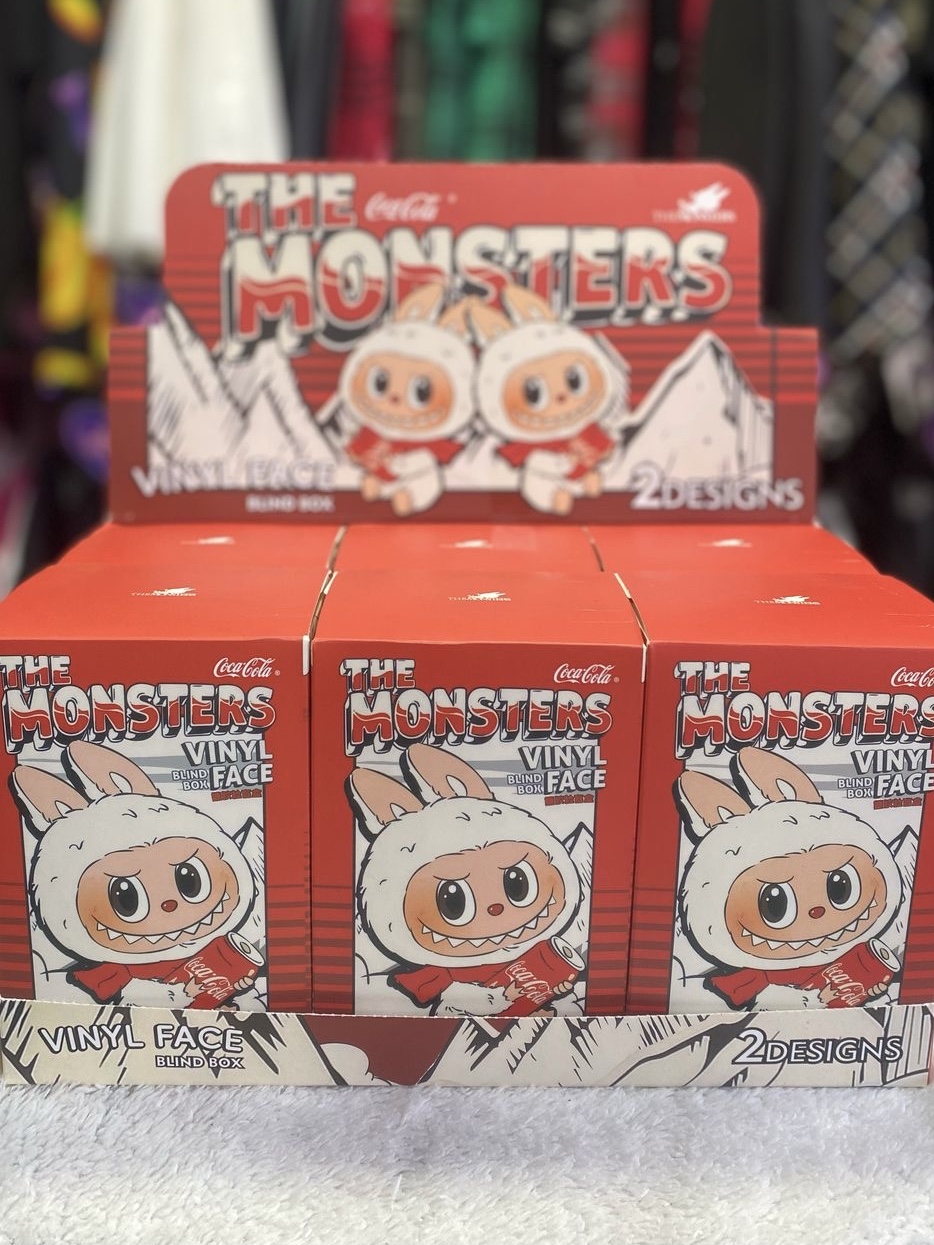 THE
Coca-Cola
MONSTERS
VINYL FACE
BLIND BOX
2DESIGNS
THE
Coca-Cola®
MONSTERS
VINYL
BLIND BOX
FACE
Coca-Cola
THE
Coca-Cola®
MONSTERS
VINYL
BLIND BOX
FACE
Coca-Cola
THE
Coca-Cola
MONSTERS
VINYL
BLIND BOX
FACE
Coca-Cola
VINYL FACE
BLIND BOX
2DESIGNS